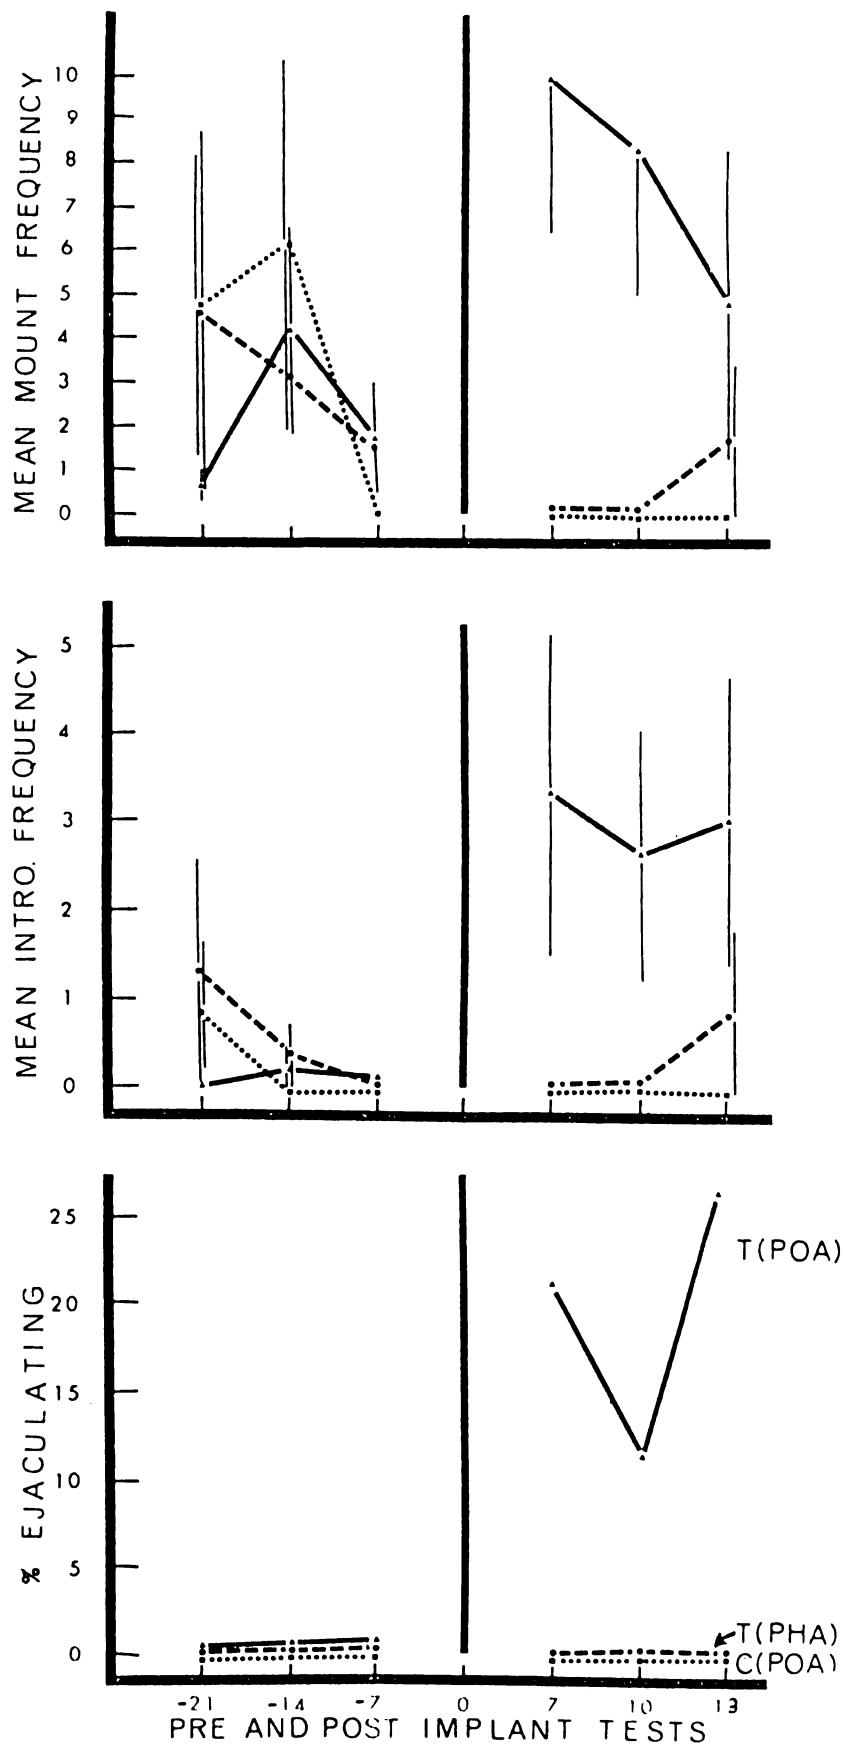 MEAN MOUNT FREQUENCY
10
9
8
7
6
5
4
3
2
1
0
MEAN INTRO. FREQUENCY
5
4
3
2
1
0
% EJACULATING
25
20
15
10
5
0
T(POA)
T(PHA)
C(POA)
-21 -14 -7 0 7 10 13
PRE AND POST IMPLANT TESTS